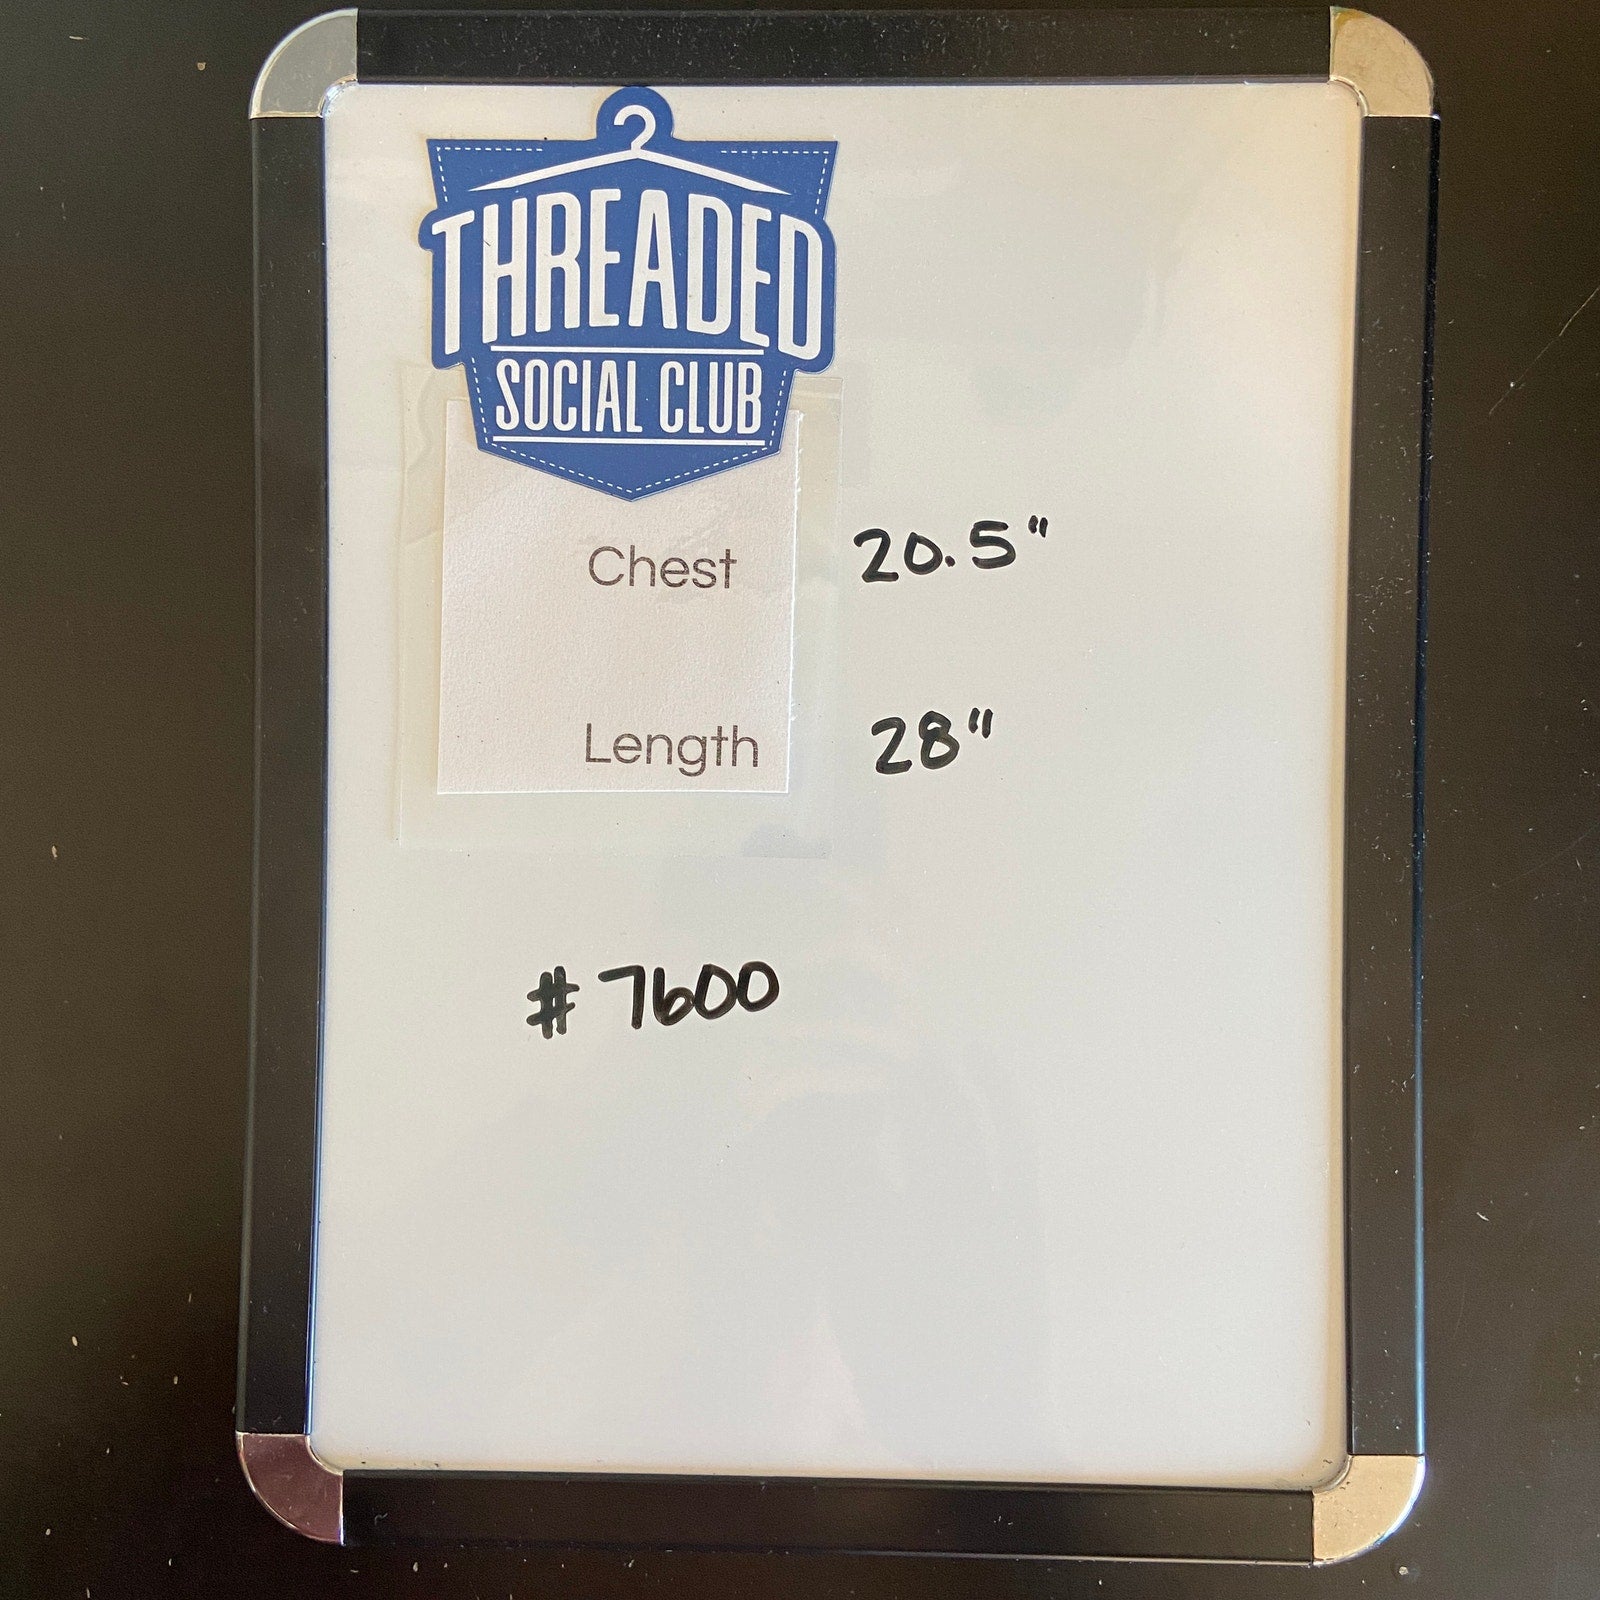 THREADED
SOCIAL CLUB
Chest 20.5"
Length 28"
# 7600